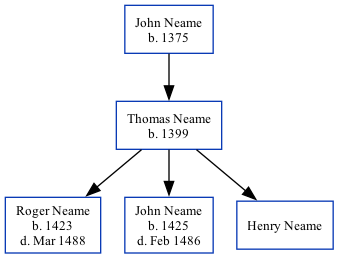 John Neame
b. 1375
Thomas Neame
b. 1399
Roger Neame
b. 1423
d. Mar 1488
John Neame
b. 1425
d. Feb 1486
Henry Neame